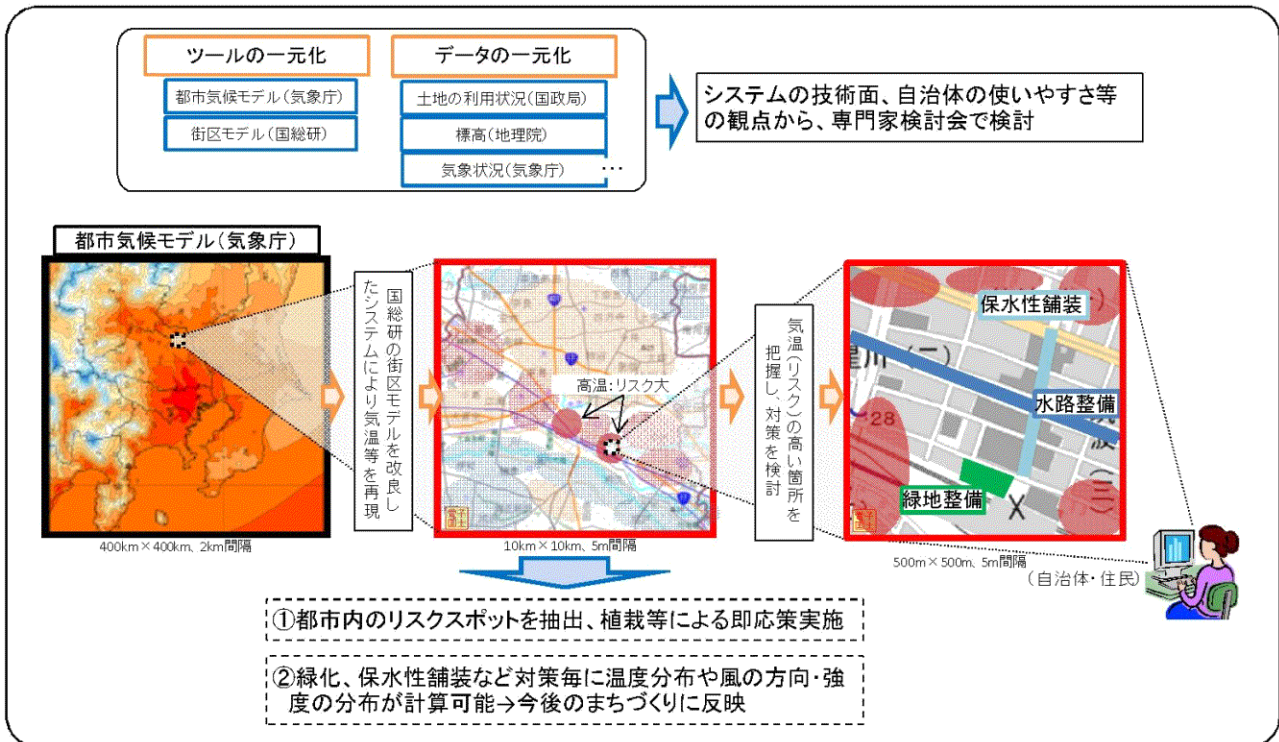 ツールの一元化
都市気候モデル(気象庁)
街区モデル(国総研)
データの一元化
土地の利用状況(国政局)
標高(地理院)
気象状況(気象庁)
…
システムの技術面、自治体の使いやすさ等
の観点から、専門家検討会で検討
都市気候モデル(気象庁)
400km×400km、2km間隔
国総研の街区モデルを改良し
たシステムにより気温等を再現
高温:リスク大
10km×10km、5m間隔
気温(リスク)の高い箇所を
把握し、対策を検討
保水性舗装
星川(二)
水路整備
28
緑地整備
500m×500m、5m間隔
(自治体・住民)
①都市内のリスクスポットを抽出、植栽等による即応策実施
②緑化、保水性舗装など対策毎に温度分布や風の方向・強
度の分布が計算可能→今後のまちづくりに反映